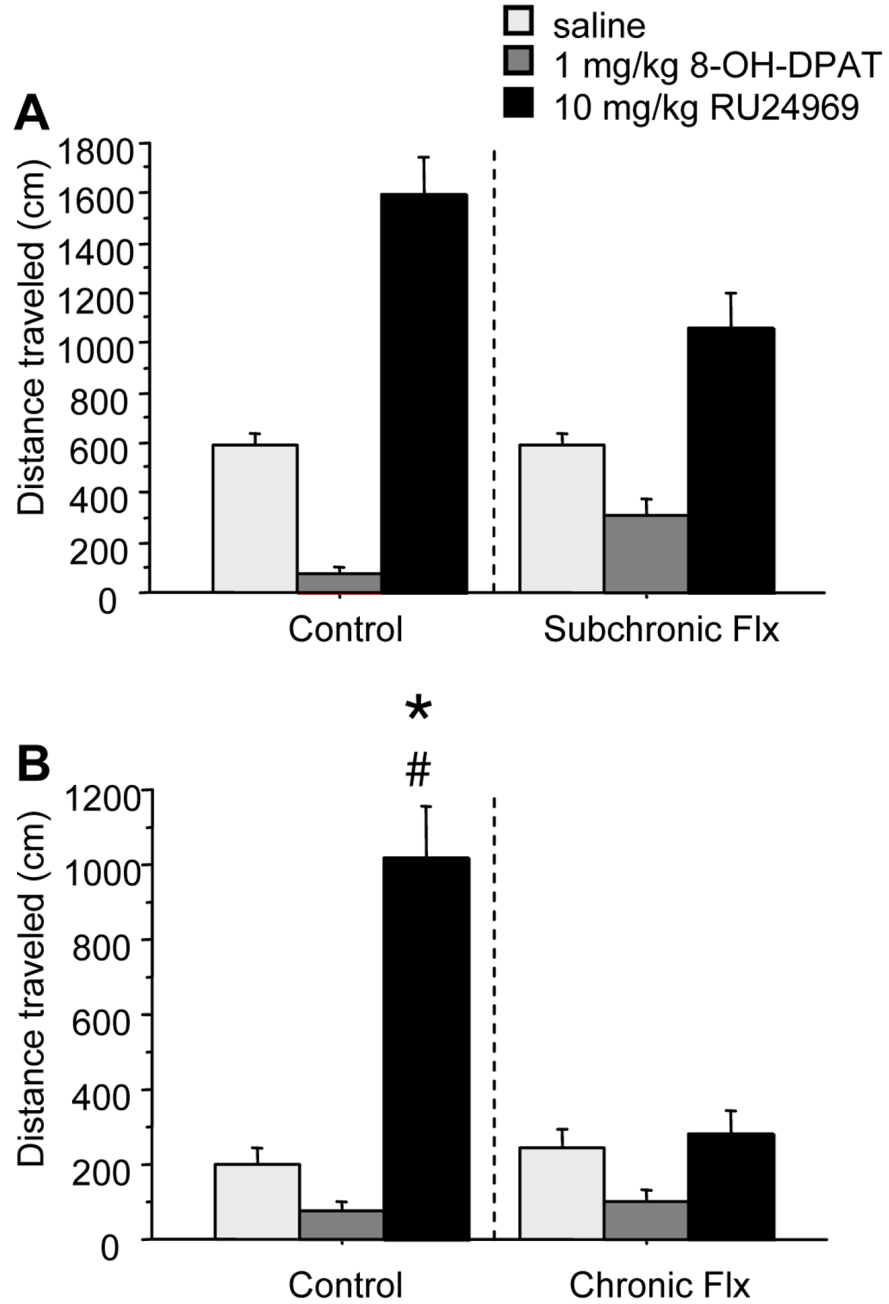 saline
1 mg/kg 8-OH-DPAT
10 mg/kg RU24969
A
Distance traveled (cm)
1800
1600
1400
1200
1000
800
600
400
200
0
Control
Subchronic Flx
*
#
B
Distance traveled (cm)
1200
1000
800
600
400
200
0
Control
Chronic Flx